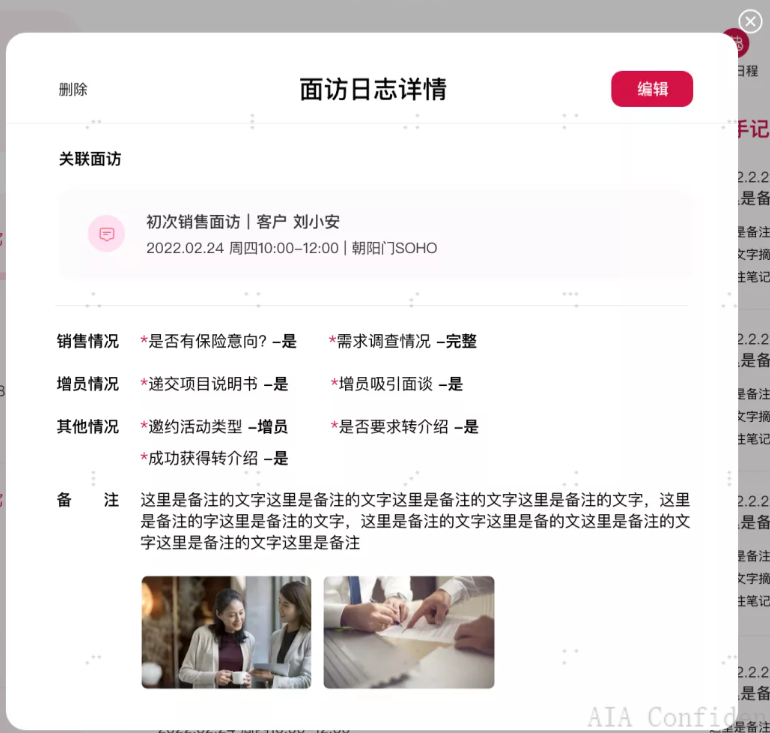 日程
删除 面访日志详情 编辑
手记
关联面访
初次销售面访 | 客户 刘小安
2022.02.24 周四10:00-12:00 | 朝阳门SOHO
销售情况 *是否有保险意向? -是 *需求调查情况 -完整
增员情况 *递交项目说明书 -是 *增员吸引面谈 -是
其他情况 *邀约活动类型 -增员 *是否要求转介绍 -是
*成功获得转介绍 -是
备 注 这里是备注的文字这里是备注的文字这里是备注的文字这里是备注的文字，这里
是备注的字这里是备注的文字，这里是备注的文字这里是备的文这里是备注的文
字这里是备注的文字这里是备注
AIA Confiden